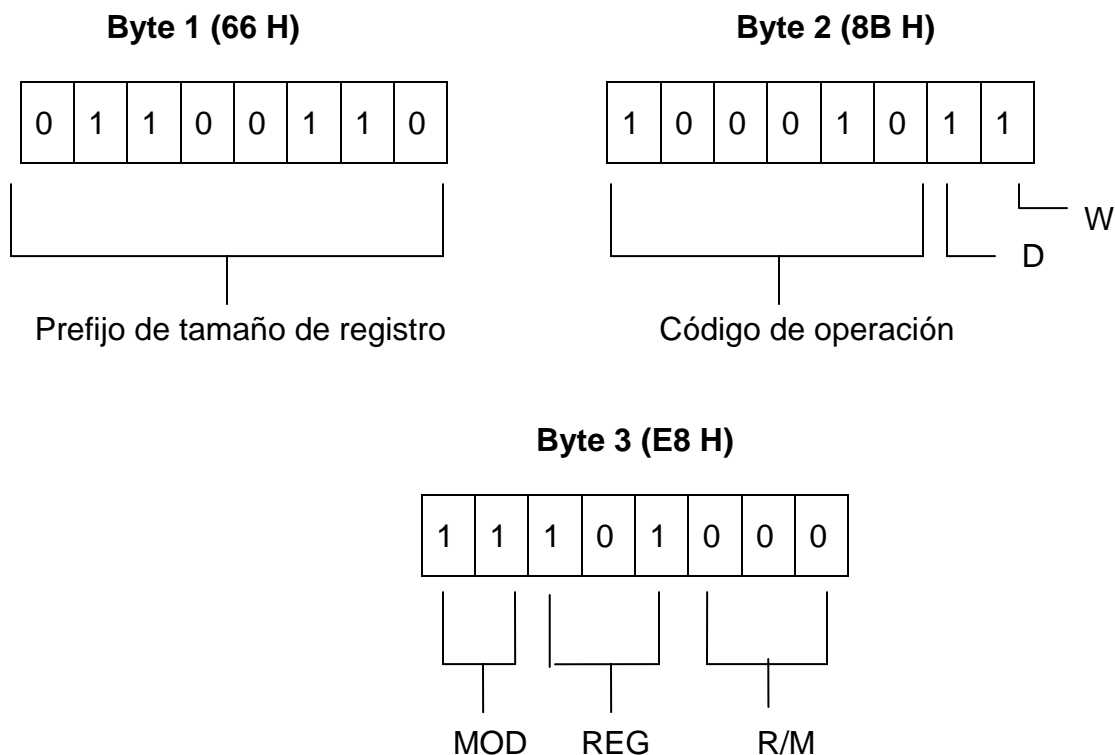 Byte 1 (66 H)
Byte 2 (8B H)
0 1 1 0 0 1 1 0
1 0 0 0 1 0 1 1
W
D
Prefijo de tamaño de registro
Código de operación
Byte 3 (E8 H)
1 1 1 0 1 0 0 0
MOD REG R/M